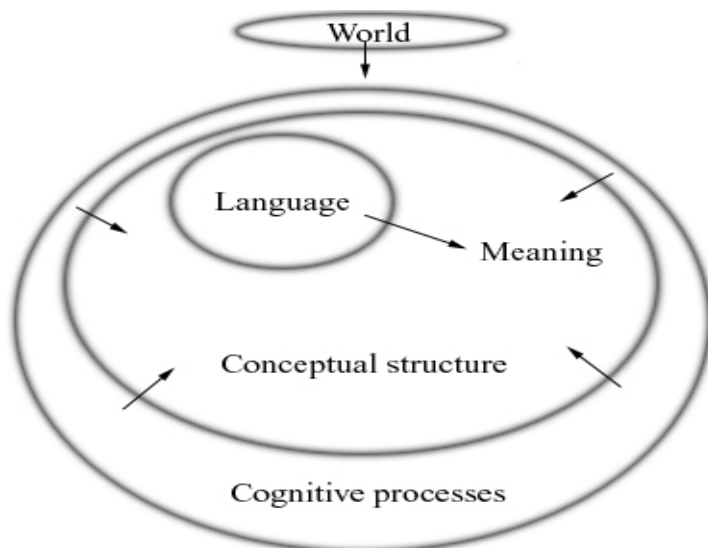 World
Language
Meaning
Conceptual structure
Cognitive processes